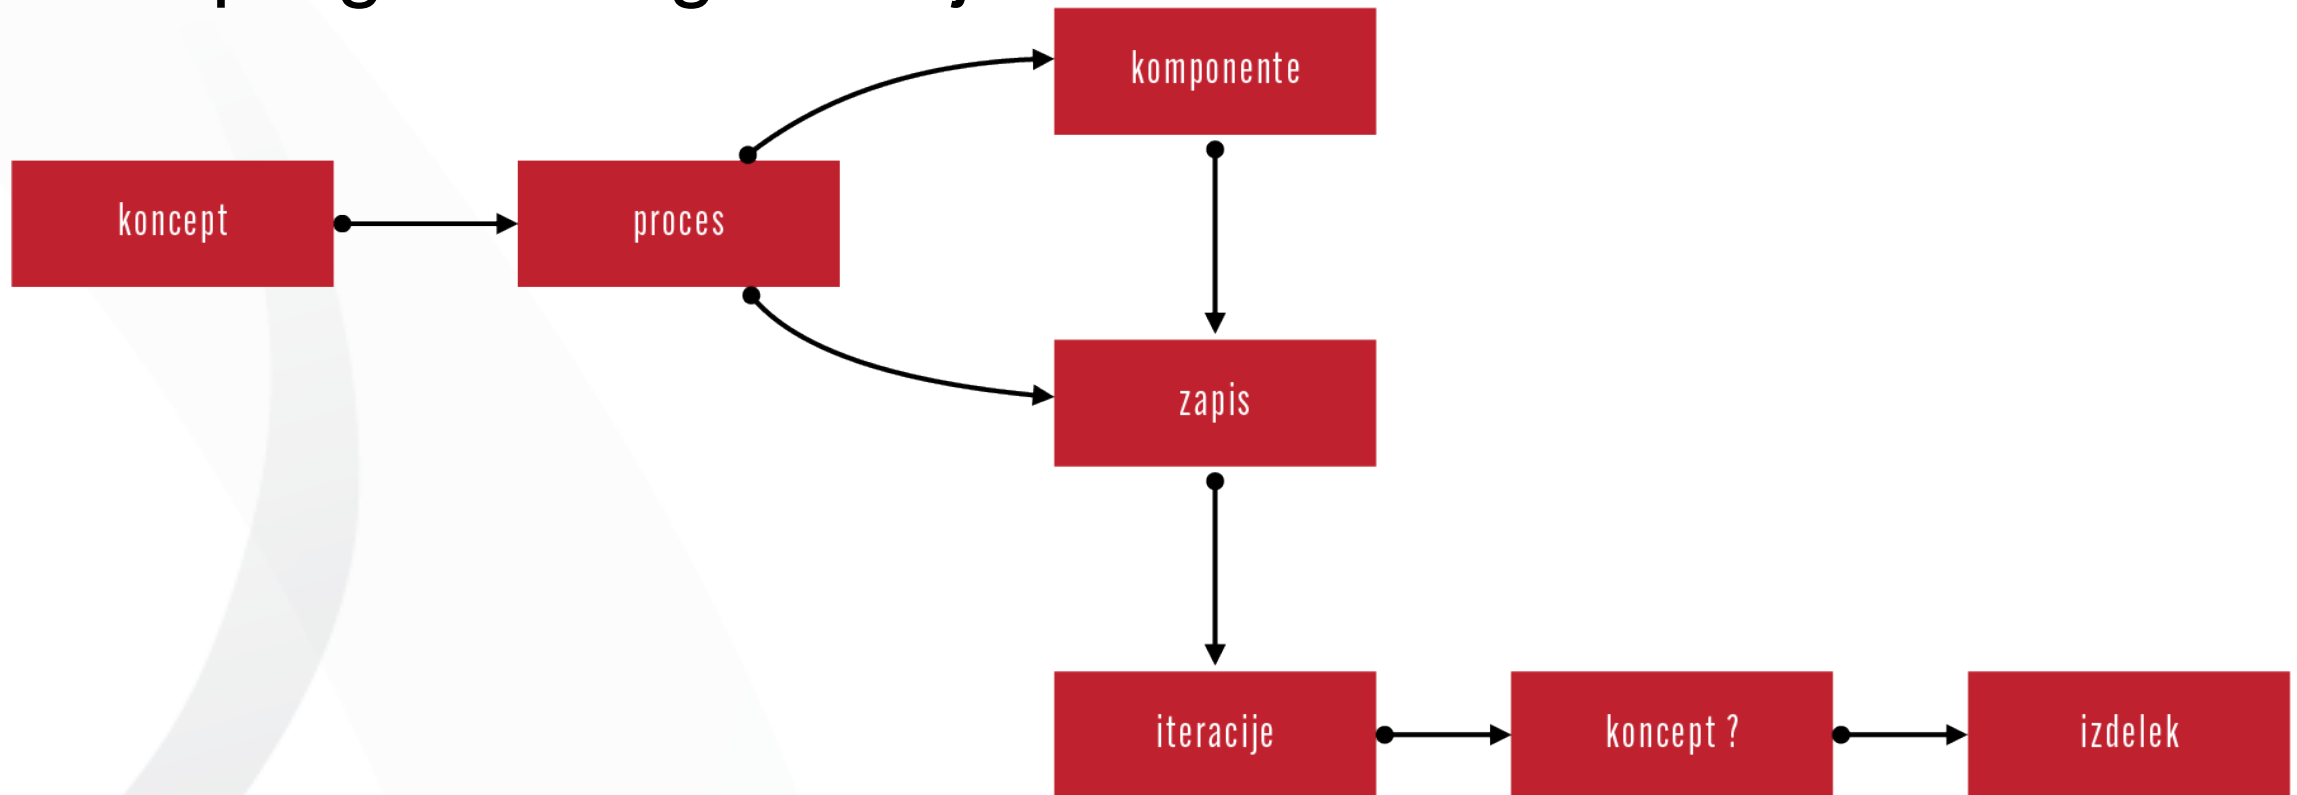 komponente
koncept
proces
zapis
iteracije
koncept ?
izdelek